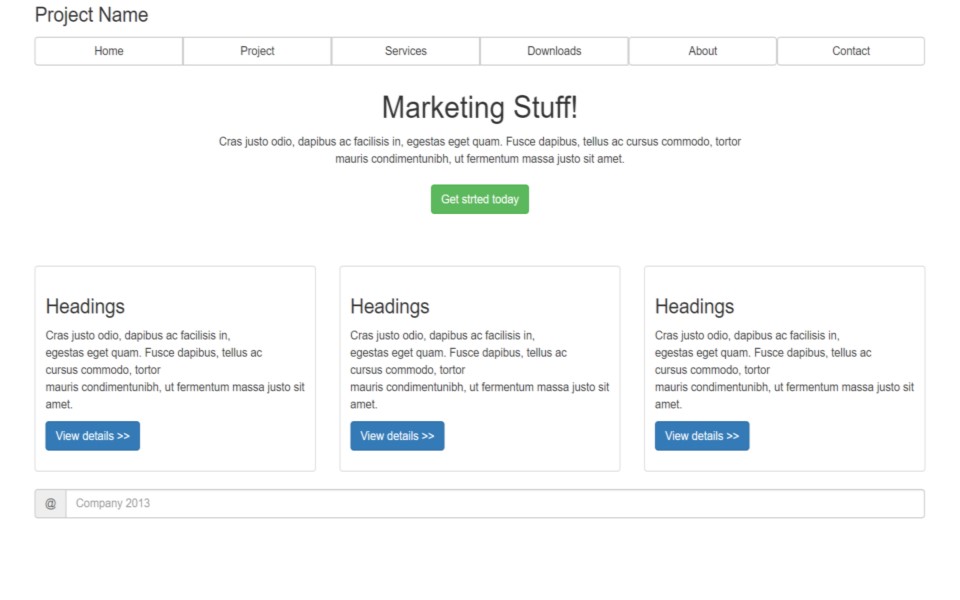 Project Name
Home Project Services Downloads About Contact
Marketing Stuff!
Cras justo odio, dapibus ac facilisis in, egestas eget quam. Fusce dapibus, tellus ac cursus commodo, tortor
mauris condimentunibh, ut fermentum massa justo sit amet.
Get strted today
Headings
Cras justo odio, dapibus ac facilisis in,
egestas eget quam. Fusce dapibus, tellus ac
cursus commodo, tortor
mauris condimentunibh, ut fermentum massa justo sit
amet.
View details >>
Headings
Cras justo odio, dapibus ac facilisis in,
egestas eget quam. Fusce dapibus, tellus ac
cursus commodo, tortor
mauris condimentunibh, ut fermentum massa justo sit
amet.
View details >>
Headings
Cras justo odio, dapibus ac facilisis in,
egestas eget quam. Fusce dapibus, tellus ac
cursus commodo, tortor
mauris condimentunibh, ut fermentum massa justo sit
amet.
View details >>
@ Company 2013